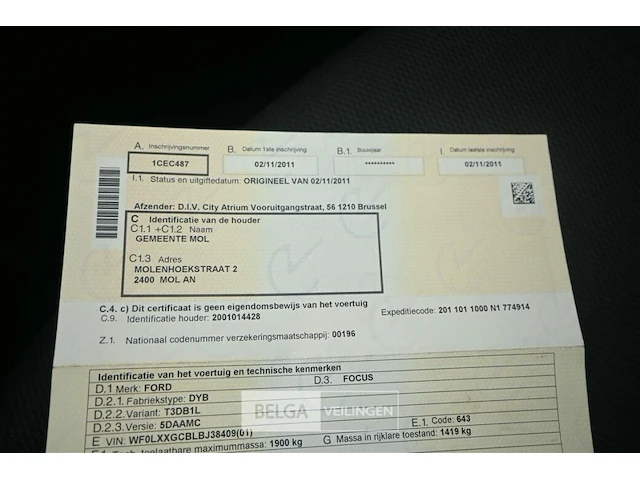 A. Inschrijvingsnummer B. Datum 1ste inschrijving B.1. Bouwjaar I. Datum laatste inschrijving
1CEC487 02/11/2011 ********** 02/11/2011
I.1. Status en uitgiftedatum: ORIGINEEL VAN 02/11/2011
Afzender: D.I.V. City Atrium Vooruitgangstraat, 56 1210 Brussel
C Identificatie van de houder
C1.1 +C1.2 Naam
GEMEENTE MOL
C1.3 Adres
MOLENHOEKSTRAAT 2
2400 MOL AN
C.4. c) Dit certificaat is geen eigendomsbewijs van het voertuig
C.9. Identificatie houder: 2001014428 Expeditiecode: 201 101 1000 N1 774914
Z.1. Nationaal codenummer verzekeringsmaatschappij: 00196
Identificatie van het voertuig en technische kenmerken
D.1 Merk: FORD D.3. FOCUS
D.2.1. Fabriekstype: DYB
D.2.2. Variant: T3DB1L
D.2.3. Versie: 5DAAMC E.1. Code: 643
E VIN: WF0LXXGCBLBJ38409(01) G Massa in rijklare toestand: 1419 kg
F.1. Tech. toelaatbare maximummassa: 1900 kg
BELGA VEILINGEN